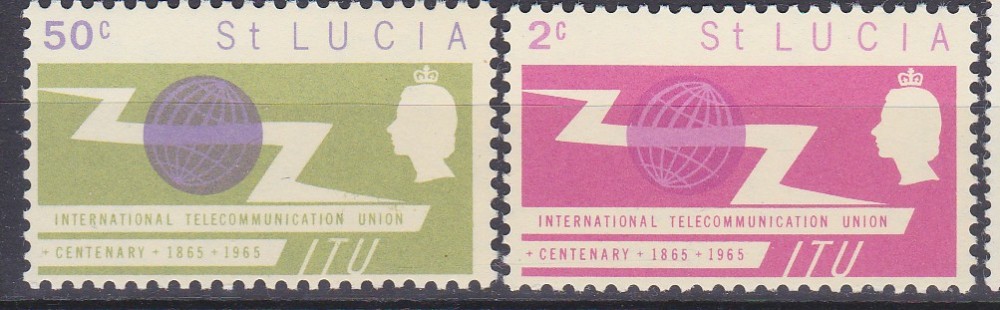 50c St LUCIA
INTERNATIONAL TELECOMMUNICATION UNION
+ CENTENARY + 1865 + 1965 ITU
2c St LUCIA
INTERNATIONAL TELECOMMUNICATION UNION
+ CENTENARY + 1865 + 1965 ITU